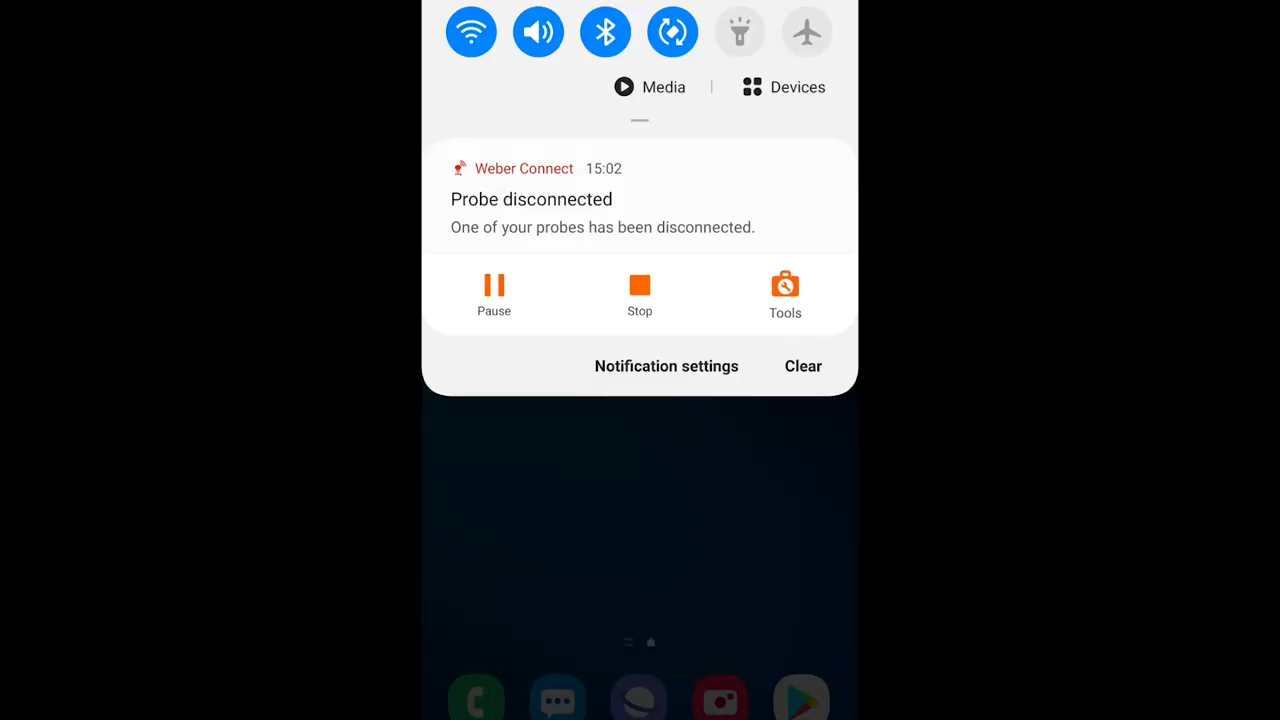 Media | Devices
Weber Connect 15:02
Probe disconnected
One of your probes has been disconnected.
Pause Stop Tools
Notification settings Clear